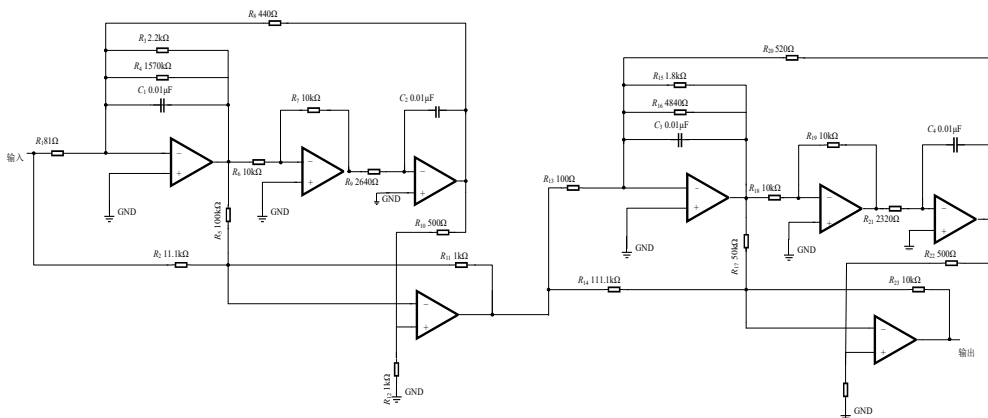 R8 440Ω
R3 2.2kΩ
R4 1570kΩ
C1 0.01μF
R7 10kΩ
C2 0.01μF
输入
R1 81Ω
R6 10kΩ
R9 2640Ω
GND
GND
GND
R5 100kΩ
R10 500Ω
R2 11.1kΩ
R11 1kΩ
R12 1kΩ
GND
R20 520Ω
R15 1.8kΩ
R16 4840Ω
C3 0.01μF
R19 10kΩ
C4 0.01μF
R13 100Ω
R18 10kΩ
R21 2320Ω
GND
GND
R17 50kΩ
R22 500Ω
R14 111.1kΩ
R23 10kΩ
输出
GND